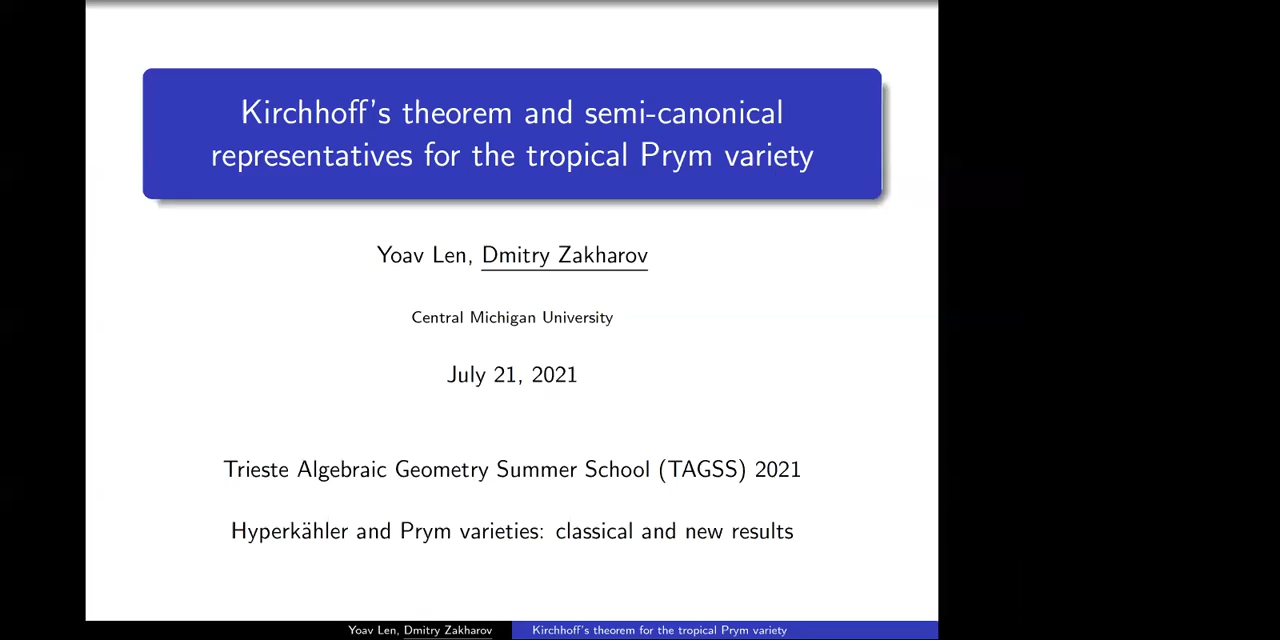 Kirchhoff's theorem and semi-canonical
representatives for the tropical Prym variety
Yoav Len, Dmitry Zakharov
Central Michigan University
July 21, 2021
Trieste Algebraic Geometry Summer School (TAGSS) 2021
Hyperkähler and Prym varieties: classical and new results
Yoav Len, Dmitry Zakharov
Kirchhoff's theorem for the tropical Prym variety